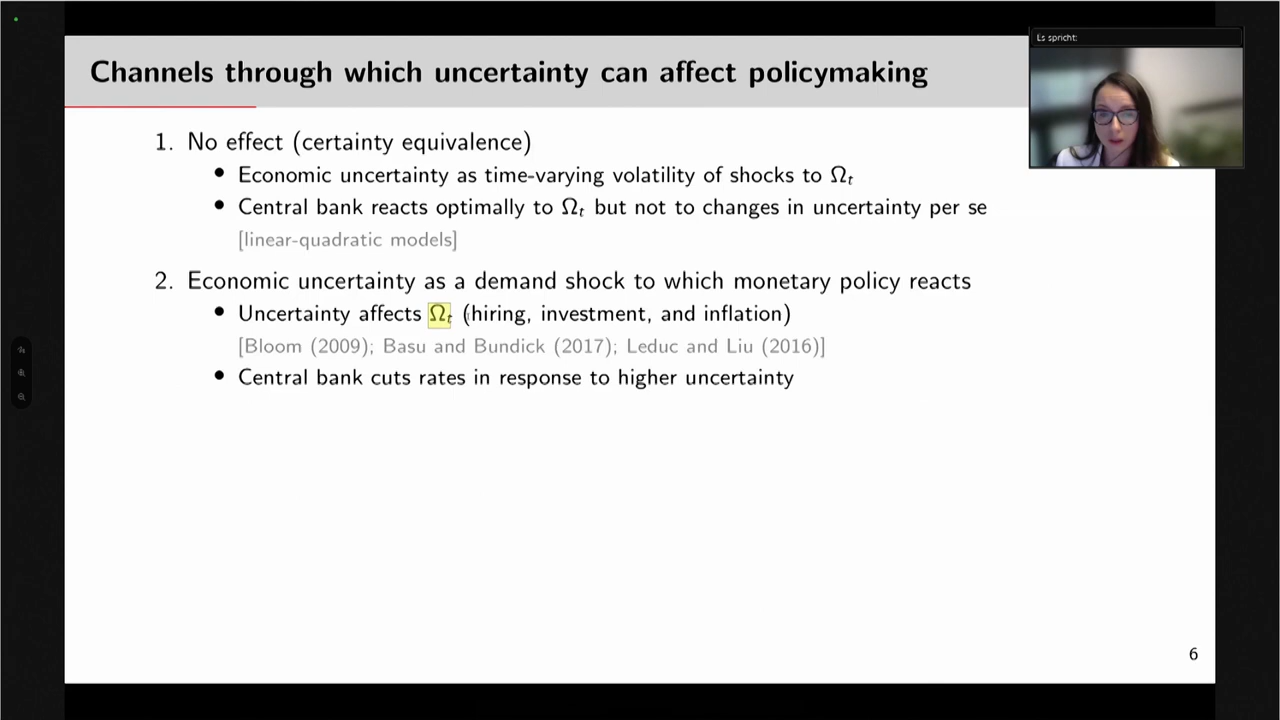 Channels through which uncertainty can affect policymaking
Es spricht:
1. No effect (certainty equivalence)
• Economic uncertainty as time-varying volatility of shocks to Ωₜ
• Central bank reacts optimally to Ωₜ but not to changes in uncertainty per se
[linear-quadratic models]
2. Economic uncertainty as a demand shock to which monetary policy reacts
• Uncertainty affects Ωₜ (hiring, investment, and inflation)
[Bloom (2009); Basu and Bundick (2017); Leduc and Liu (2016)]
• Central bank cuts rates in response to higher uncertainty
6